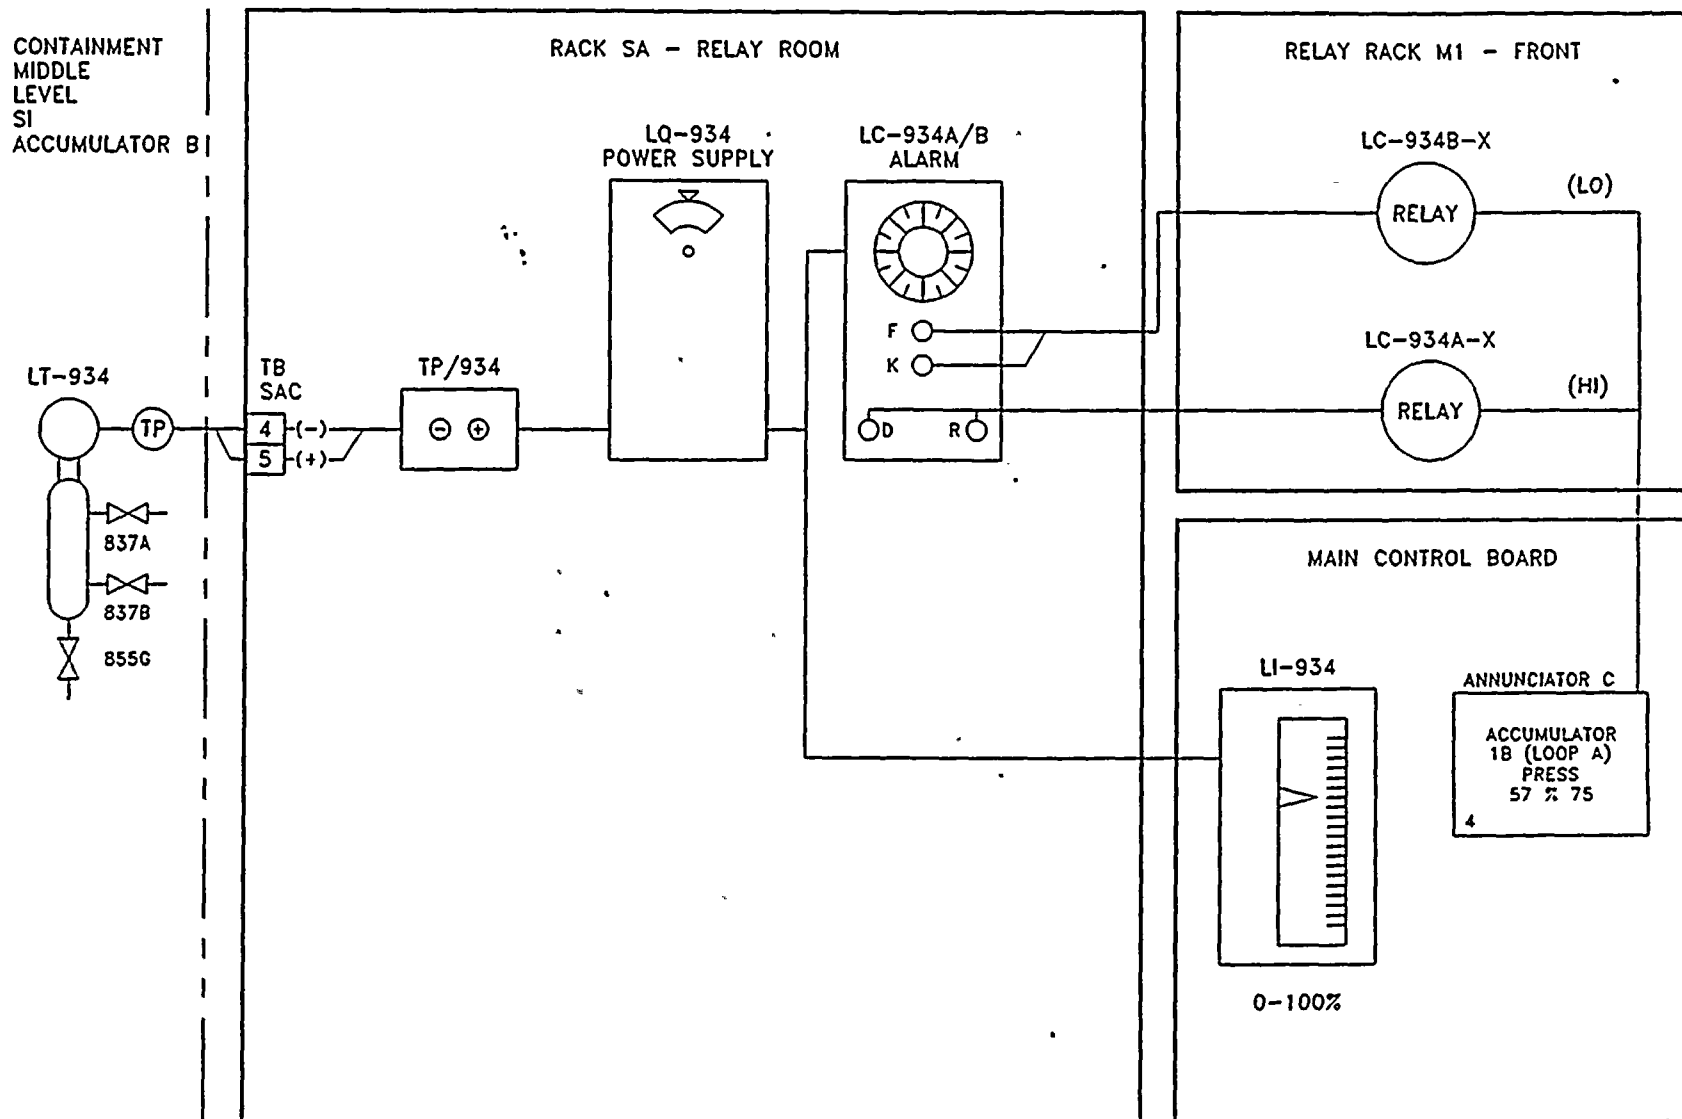 CONTAINMENT
MIDDLE
LEVEL
SI
ACCUMULATOR B
RACK SA - RELAY ROOM
RELAY RACK M1 - FRONT
LQ-934
POWER SUPPLY
LC-934A/B
ALARM
LC-934B-X
(LO)
RELAY
F
K
LC-934A-X
(HI)
RELAY
D
R
LT-934
TP
TB
SAC
4 (-)
5 (+)
TP/934
- +
837A
837B
855G
MAIN CONTROL BOARD
LI-934
0-100%
ANNUNCIATOR C
ACCUMULATOR
1B (LOOP A)
PRESS
57 % 75
4